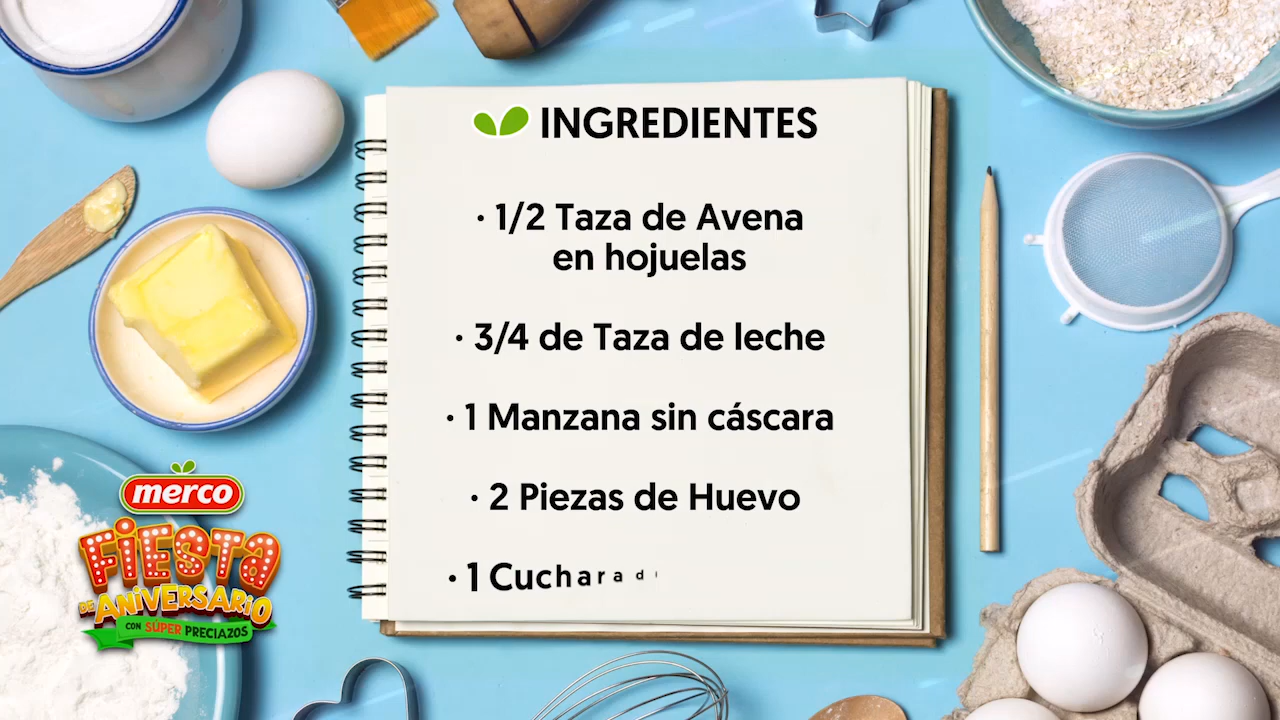 INGREDIENTES
· 1/2 Taza de Avena
en hojuelas
· 3/4 de Taza de leche
· 1 Manzana sin cáscara
· 2 Piezas de Huevo
· 1 Cucharad
merco
FiESTa
DE ANiVERSARiO
CON SÚPER PRECIAZOS